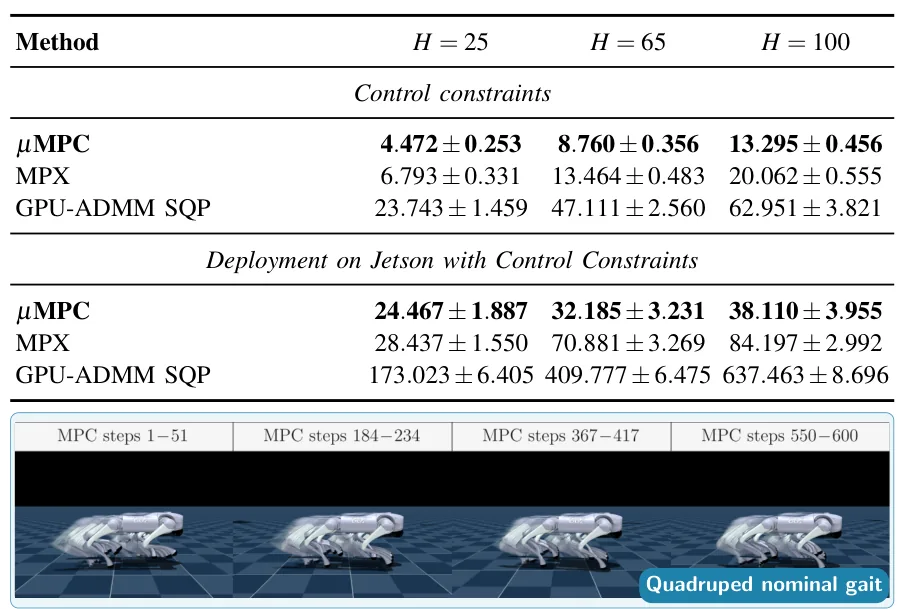 Method H = 25 H = 65 H = 100
Control constraints
μMPC 4.472±0.253 8.760±0.356 13.295±0.456
MPX 6.793±0.331 13.464±0.483 20.062±0.555
GPU-ADMM SQP 23.743±1.459 47.111±2.560 62.951±3.821
Deployment on Jetson with Control Constraints
μMPC 24.467±1.887 32.185±3.231 38.110±3.955
MPX 28.437±1.550 70.881±3.269 84.197±2.992
GPU-ADMM SQP 173.023±6.405 409.777±6.475 637.463±8.696
MPC steps 1−51 MPC steps 184−234 MPC steps 367−417 MPC steps 550−600
Quadruped nominal gait